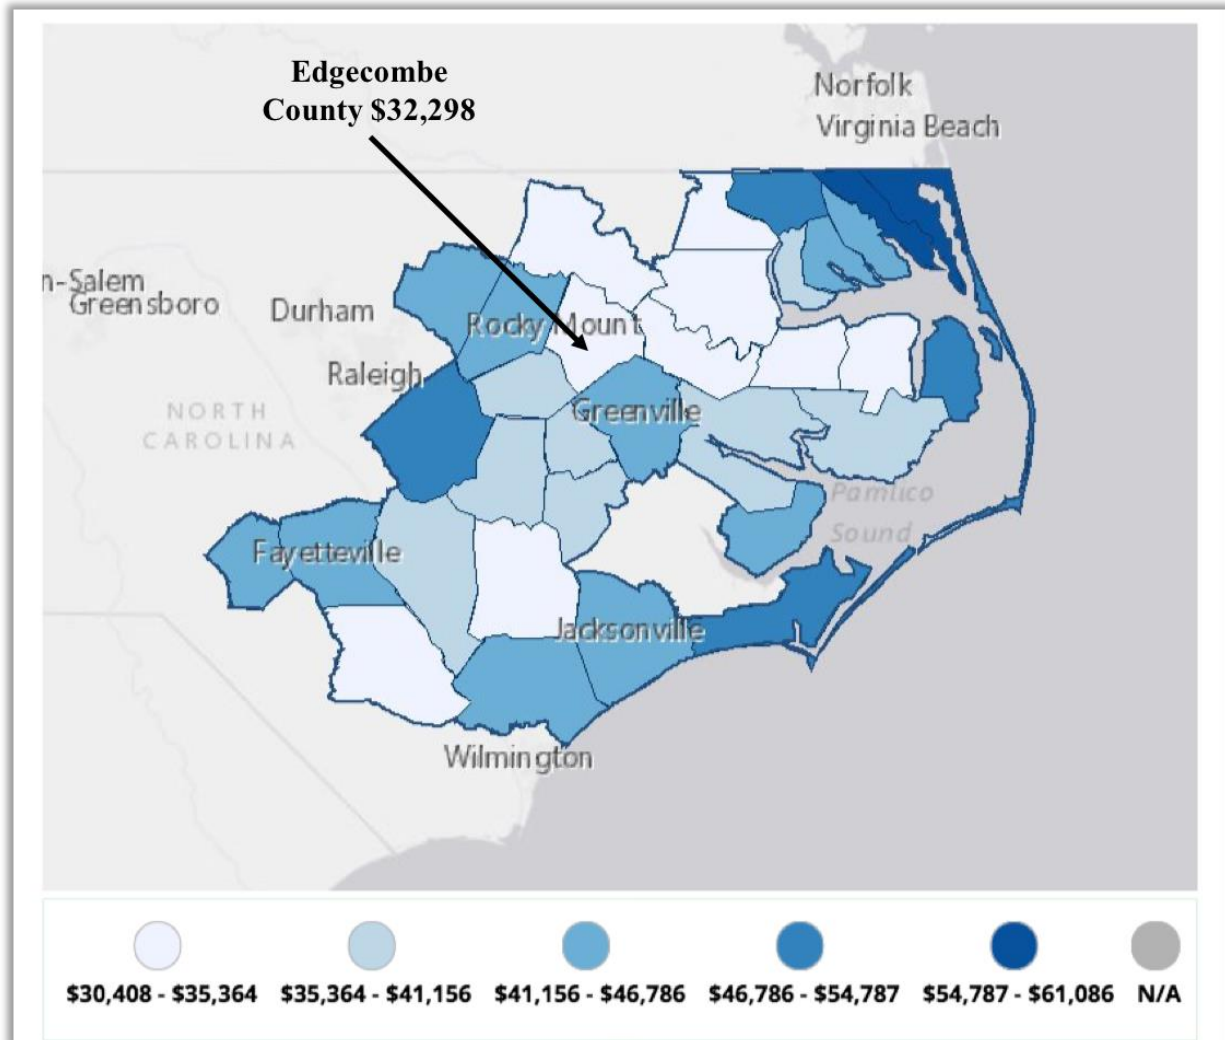 Edgecombe
County $32,298
Norfolk
Virginia Beach
n-Salem
Greensboro
Durham
Rocky Mount
Raleigh
NORTH
CAROLINA
Greenville
Pamlico
Sound
Fayetteville
Jacksonville
Wilmington
$30,408 - $35,364
$35,364 - $41,156
$41,156 - $46,786
$46,786 - $54,787
$54,787 - $61,086
N/A